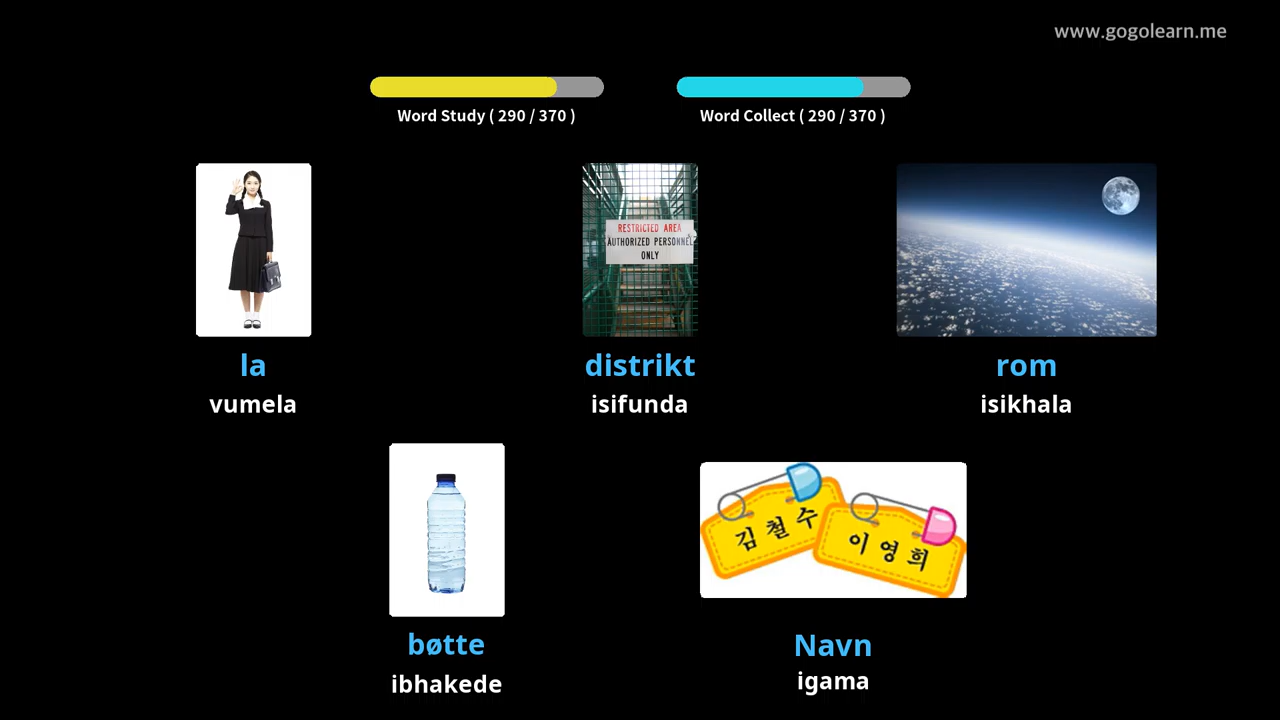 www.gogolearn.me
Word Study ( 290 / 370 )
Word Collect ( 290 / 370 )
RESTRICTED AREA
AUTHORIZED PERSONNEL
ONLY
la
distrikt
rom
vumela
isifunda
isikhala
김철수
이영희
bøtte
Navn
ibhakede
igama